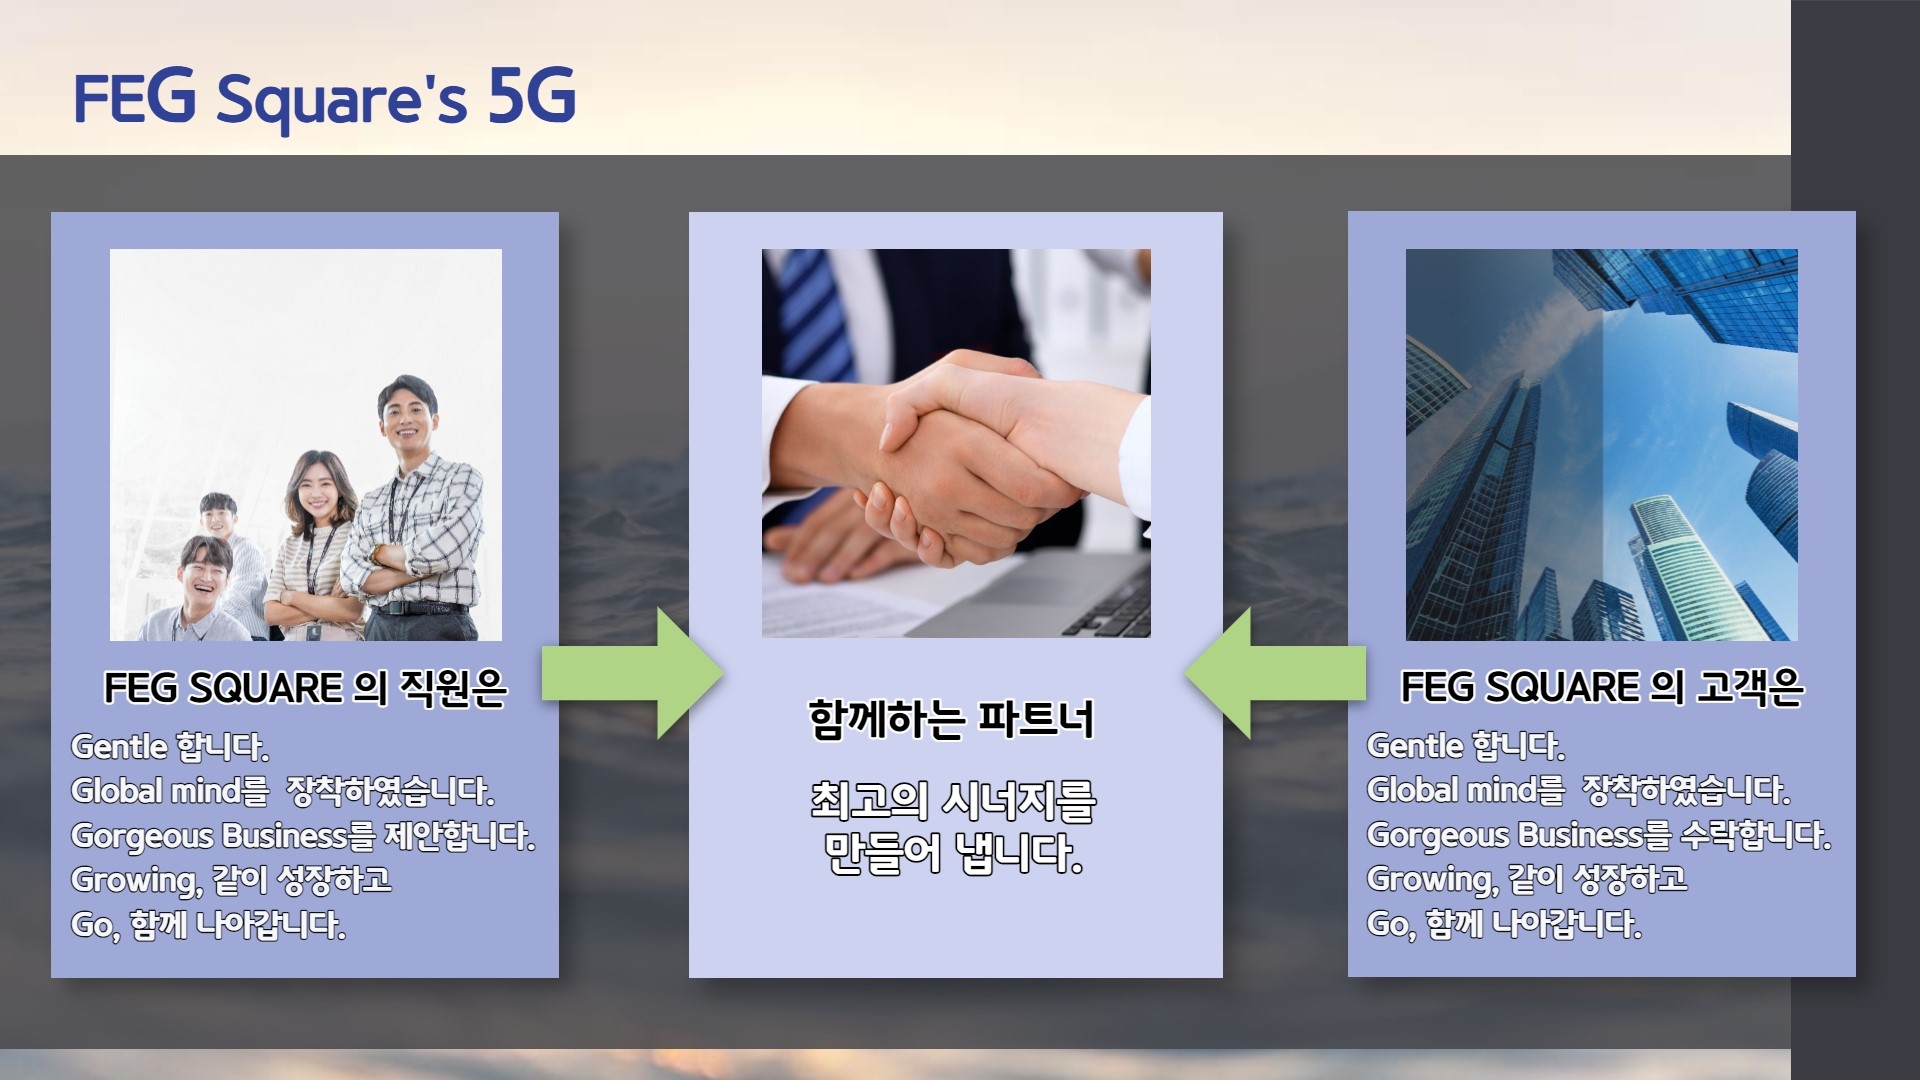 FEG Square's 5G
FEG SQUARE 의 직원은
Gentle 합니다.
Global mind를  장착하였습니다.
Gorgeous Business를 제안합니다.
Growing, 같이 성장하고
Go, 함께 나아갑니다.
함께하는 파트너
최고의 시너지를
만들어 냅니다.
FEG SQUARE 의 고객은
Gentle 합니다.
Global mind를  장착하였습니다.
Gorgeous Business를 수락합니다.
Growing, 같이 성장하고
Go, 함께 나아갑니다.